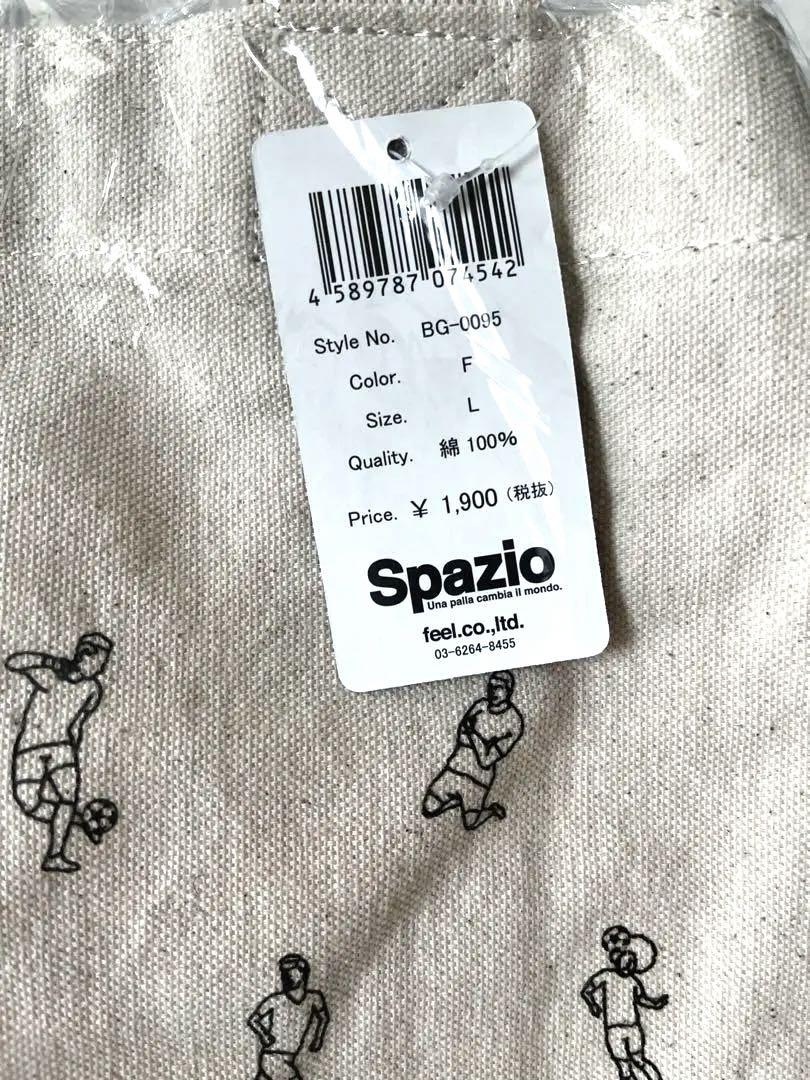 4 589787 074542
Style No. BG-0095
Color. F
Size. L
Quality. 綿 100%
Price. ¥ 1,900 (税抜)
Spazio
Una palla cambia il mondo.
feel.co.,ltd.
03-6264-8455